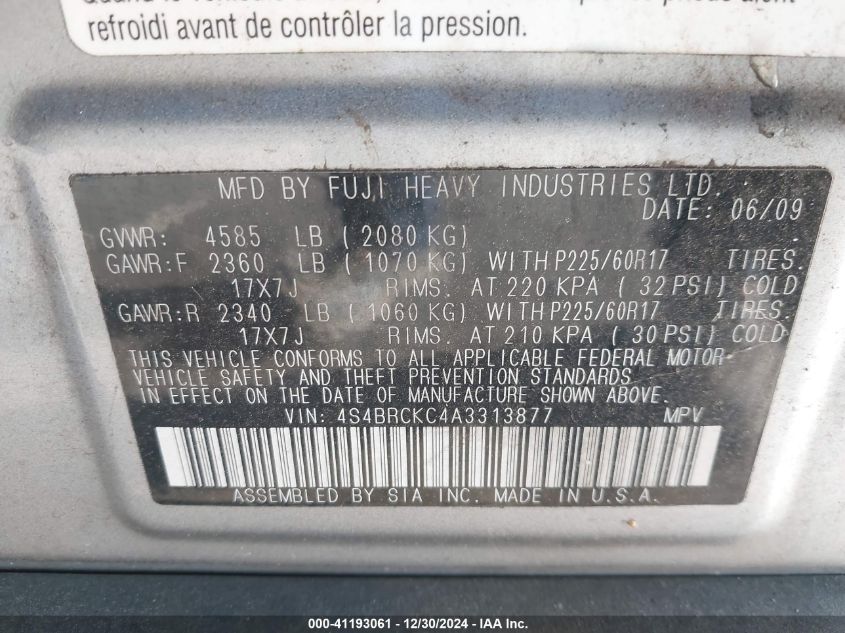 refroidi avant de contrôler la pression.
MFD BY FUJI HEAVY INDUSTRIES LTD.
DATE: 06/09
GVWR: 4585 LB ( 2080 KG)
GAWR:F 2360 LB ( 1070 KG) WITH P225/60R17 TIRES.
17X7J RIMS. AT 220 KPA ( 32 PSI) COLD
GAWR:R 2340 LB ( 1060 KG) WITH P225/60R17 TIRES.
17X7J RIMS. AT 210 KPA ( 30 PSI) COLD
THIS VEHICLE CONFORMS TO ALL APPLICABLE FEDERAL MOTOR
VEHICLE SAFETY AND THEFT PREVENTION STANDARDS
IN EFFECT ON THE DATE OF MANUFACTURE SHOWN ABOVE.
VIN: 4S4BRCKC4A3313877 MPV
ASSEMBLED BY SIA INC. MADE IN U.S.A.
000-41193061 - 12/30/2024 - IAA Inc.